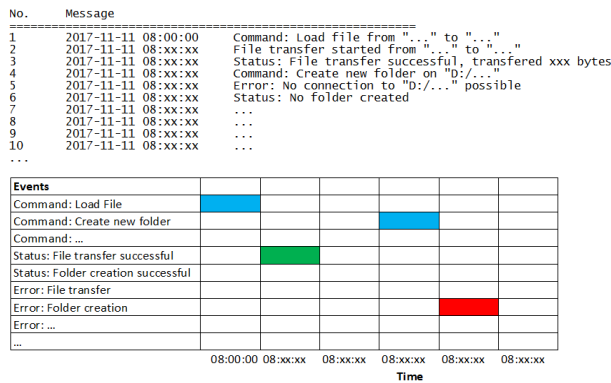 No. Message
==========================================================
1 2017-11-11 08:00:00 Command: Load file from "..." to "..."
2 2017-11-11 08:xx:xx File transfer started from "..." to "..."
3 2017-11-11 08:xx:xx Status: File transfer successful, transfered xxx bytes
4 2017-11-11 08:xx:xx Command: Create new folder on "D:/..."
5 2017-11-11 08:xx:xx Error: No connection to "D:/..." possible
6 2017-11-11 08:xx:xx Status: No folder created
7 2017-11-11 08:xx:xx ...
8 2017-11-11 08:xx:xx ...
9 2017-11-11 08:xx:xx ...
10 2017-11-11 08:xx:xx ...
...
Events
Command: Load File
Command: Create new folder
Command: ...
Status: File transfer successful
Status: Folder creation successful
Error: File transfer
Error: Folder creation
Error: ...
...
08:00:00 08:xx:xx 08:xx:xx 08:xx:xx 08:xx:xx 08:xx:xx
Time